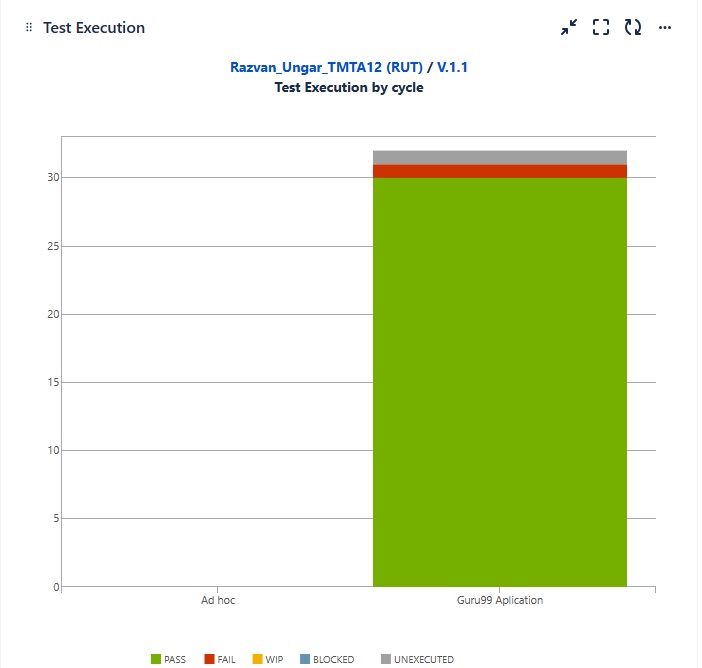 Test Execution
Razvan_Ungar_TMTA12 (RUT) / V.1.1
Test Execution by cycle
30
25
20
15
10
5
0
Ad hoc
Guru99 Aplication
PASS FAIL WIP BLOCKED UNEXECUTED